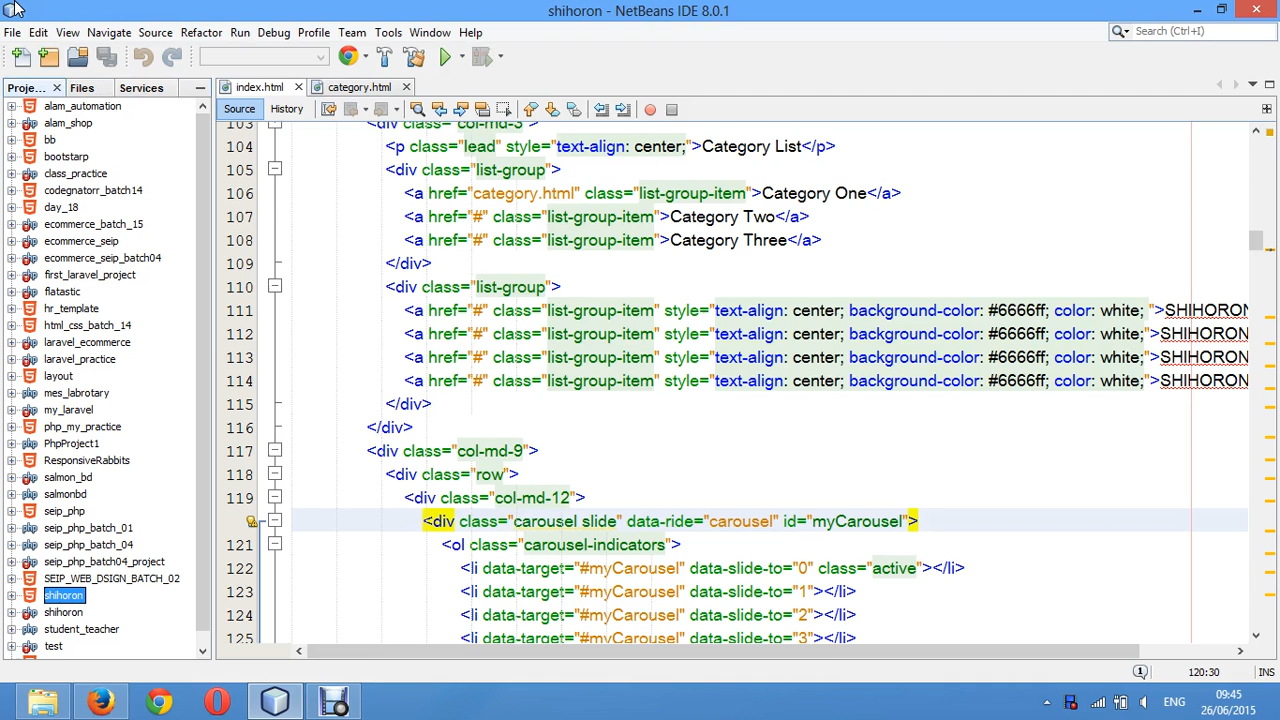 shihoron - NetBeans IDE 8.0.1
File Edit View Navigate Source Refactor Run Debug Profile Team Tools Window Help
Search (Ctrl+I)
Proje... Files Services
index.html category.html
Source History
alam_automation
alam_shop
bb
bootstarp
class_practice
codegnatorr_batch14
day_18
ecommerce_batch_15
ecommerce_seip
ecommerce_seip_batch04
first_laravel_project
flatastic
hr_template
html_css_batch_14
laravel_ecommerce
laravel_practice
layout
mes_labrotary
my_laravel
php_my_practice
PhpProject1
ResponsiveRabbits
salmon_bd
salmonbd
seip_php
seip_php_batch_01
seip_php_batch_04
seip_php_batch04_project
SEIP_WEB_DSIGN_BATCH_02
shihoron
shihoron
student_teacher
test
103 <div class="col-md-3">
104 <p class="lead" style="text-align: center;">Category List</p>
105 <div class="list-group">
106 <a href="category.html" class="list-group-item">Category One</a>
107 <a href="#" class="list-group-item">Category Two</a>
108 <a href="#" class="list-group-item">Category Three</a>
109 </div>
110 <div class="list-group">
111 <a href="#" class="list-group-item" style="text-align: center; background-color: #6666ff; color: white; ">SHIHORON
112 <a href="#" class="list-group-item" style="text-align: center; background-color: #6666ff; color: white;">SHIHORON
113 <a href="#" class="list-group-item" style="text-align: center; background-color: #6666ff; color: white;">SHIHORON
114 <a href="#" class="list-group-item" style="text-align: center; background-color: #6666ff; color: white;">SHIHORON
115 </div>
116 </div>
117 <div class="col-md-9">
118 <div class="row">
119 <div class="col-md-12">
<div class="carousel slide" data-ride="carousel" id="myCarousel">
121 <ol class="carousel-indicators">
122 <li data-target="#myCarousel" data-slide-to="0" class="active"></li>
123 <li data-target="#myCarousel" data-slide-to="1"></li>
124 <li data-target="#myCarousel" data-slide-to="2"></li>
125 <li data-target="#myCarousel" data-slide-to="3"></li>
120:30 INS
ENG
09:45
26/06/2015